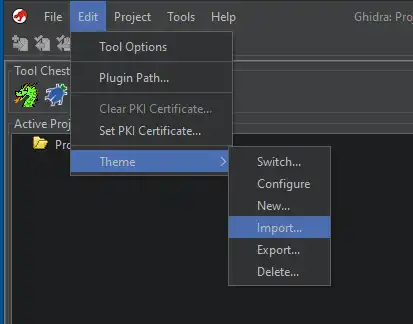 File Edit Project Tools Help Ghidra:
Tool Options
Tool Chest
Plugin Path...
Clear PKI Certificate...
Set PKI Certificate...
Active Proj
Pro
Theme
Switch...
Configure
New...
Import...
Export...
Delete...